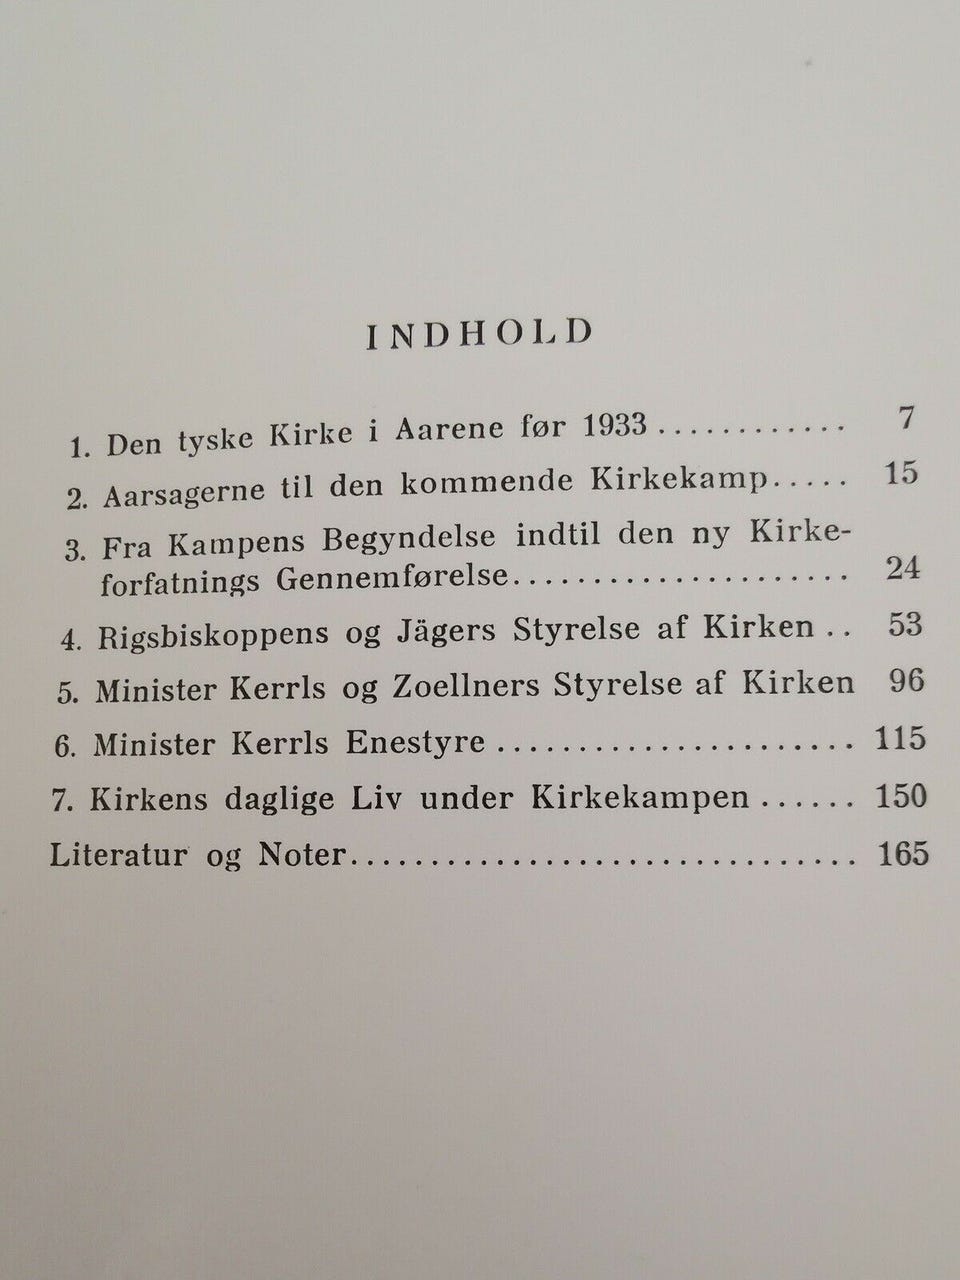 INDHOLD
1. Den tyske Kirke i Aarene før 1933 ............ 7
2. Aarsagerne til den kommende Kirkekamp..... 15
3. Fra Kampens Begyndelse indtil den ny Kirke-
forfatnings Gennemførelse..................... 24
4. Rigsbiskoppens og Jägers Styrelse af Kirken .. 53
5. Minister Kerrls og Zoellners Styrelse af Kirken 96
6. Minister Kerrls Enestyre ...................... 115
7. Kirkens daglige Liv under Kirkekampen ...... 150
Literatur og Noter................................ 165